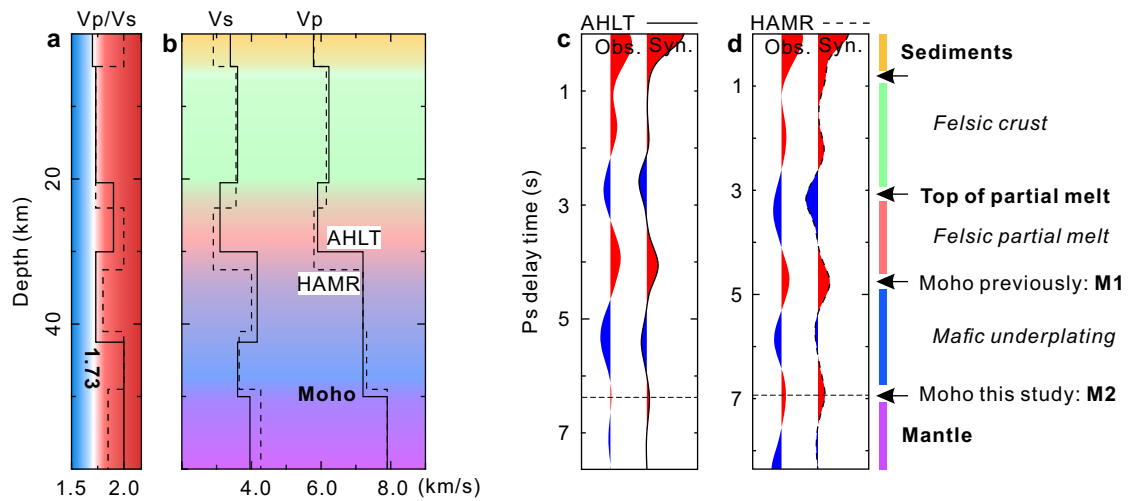 Vp/Vs
Vs
Vp
AHLT
HAMR
a
b
c
Obs.
Syn.
d
Obs.
Syn.
Sediments
Felsic crust
Top of partial melt
Felsic partial melt
Moho previously: M1
Mafic underplating
Moho this study: M2
Mantle
Depth (km)
20
40
1.73
AHLT
HAMR
Moho
1.5
2.0
4.0
6.0
8.0
(km/s)
Ps delay time (s)
1
3
5
7
1
3
5
7